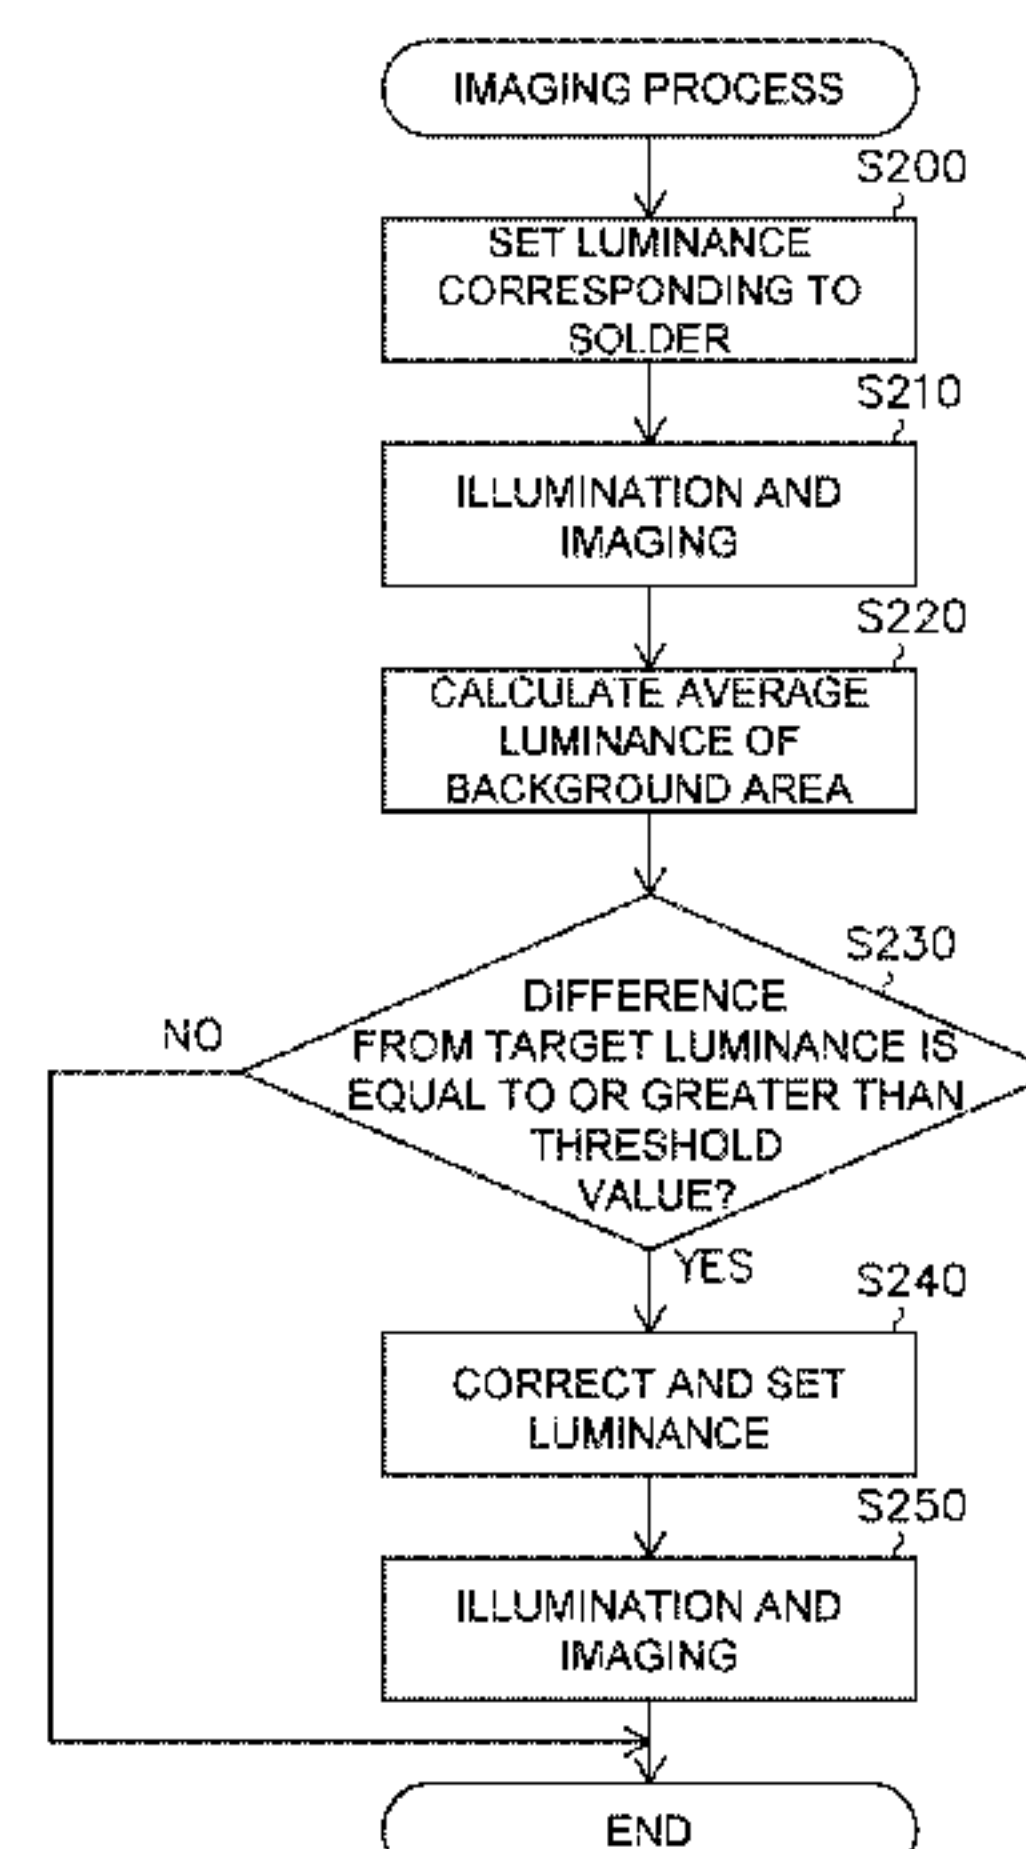 IMAGING PROCESS
S200
SET LUMINANCE
CORRESPONDING TO
SOLDER
S210
ILLUMINATION AND
IMAGING
S220
CALCULATE AVERAGE
LUMINANCE OF
BACKGROUND AREA
S230
DIFFERENCE
FROM TARGET LUMINANCE IS
EQUAL TO OR GREATER THAN
THRESHOLD
VALUE?
NO
YES
S240
CORRECT AND SET
LUMINANCE
S250
ILLUMINATION AND
IMAGING
END